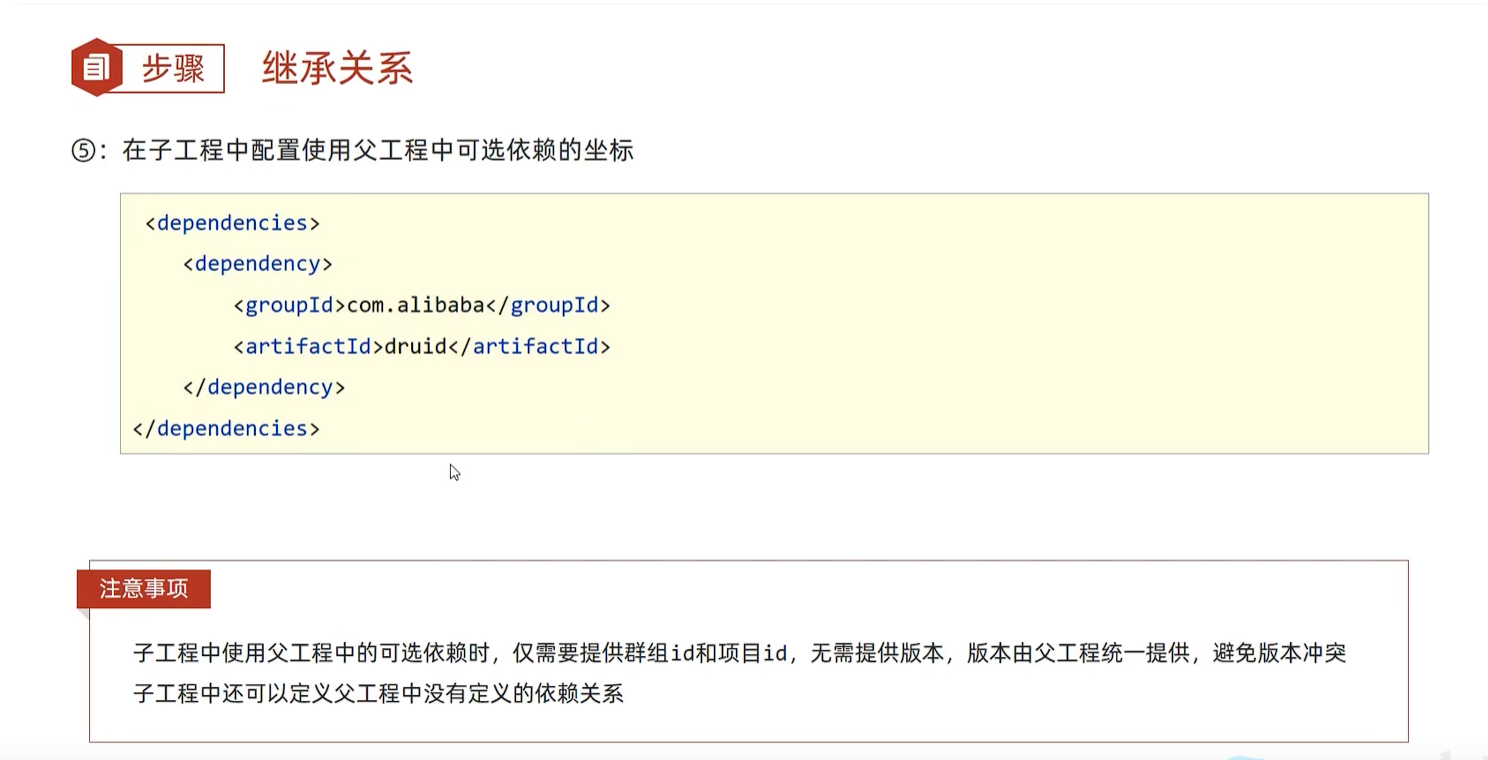 步骤 继承关系
⑤：在子工程中配置使用父工程中可选依赖的坐标
<dependencies>
<dependency>
<groupId>com.alibaba</groupId>
<artifactId>druid</artifactId>
</dependency>
</dependencies>
注意事项
子工程中使用父工程中的可选依赖时，仅需要提供群组id和项目id，无需提供版本，版本由父工程统一提供，避免版本冲突
子工程中还可以定义父工程中没有定义的依赖关系